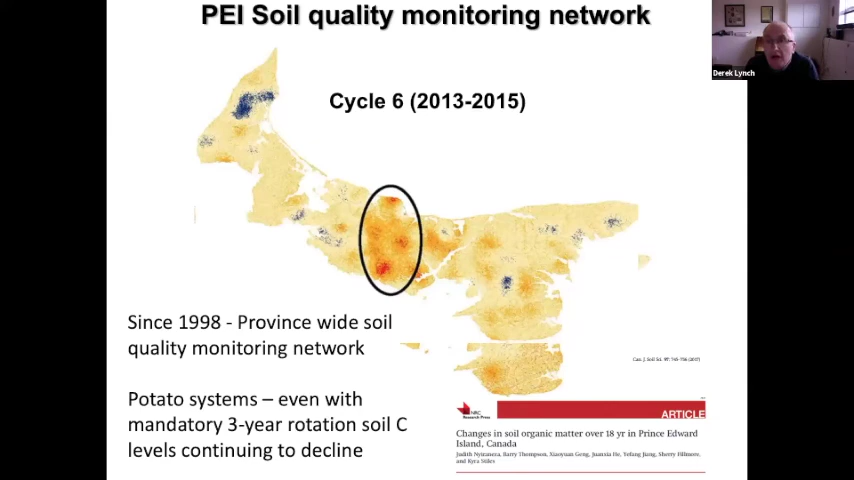 PEI Soil quality monitoring network
Derek Lynch
Cycle 6 (2013-2015)
Since 1998 - Province wide soil
quality monitoring network
Can. J. Soil Sci. 97: 745–756 (2017)
Potato systems – even with
mandatory 3-year rotation soil C
levels continuing to decline
NRC
Research Press
ARTICLE
Changes in soil organic matter over 18 yr in Prince Edward
Island, Canada
Judith Nyiraneza, Barry Thompson, Xiaoyuan Geng, Juanxia He, Yefang Jiang, Sherry Fillmore,
and Kyra Stiles